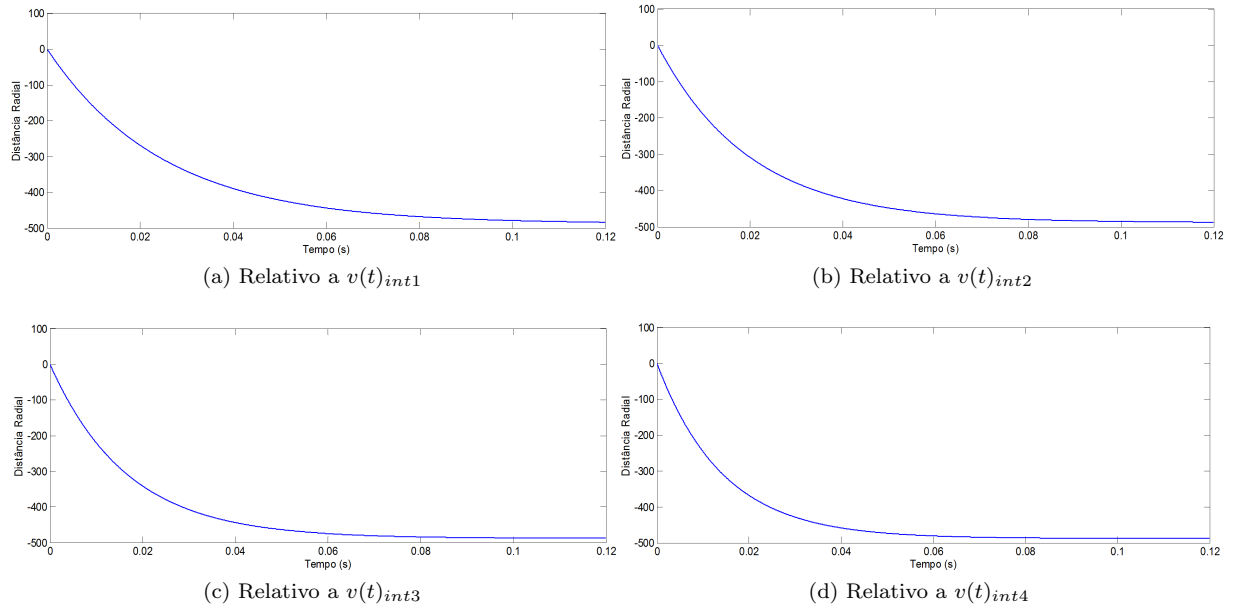 100
0
-100
-200
-300
-400
-500
Distância Radial
0 0.02 0.04 0.06 0.08 0.1 0.12
Tempo (s)
(a) Relativo a v(t)int1
100
0
-100
-200
-300
-400
-500
Distância Radial
0 0.02 0.04 0.06 0.08 0.1 0.12
Tempo (s)
(b) Relativo a v(t)int2
100
0
-100
-200
-300
-400
-500
Distância Radial
0 0.02 0.04 0.06 0.08 0.1 0.12
Tempo (s)
(c) Relativo a v(t)int3
100
0
-100
-200
-300
-400
-500
Distância Radial
0 0.02 0.04 0.06 0.08 0.1 0.12
Tempo (s)
(d) Relativo a v(t)int4